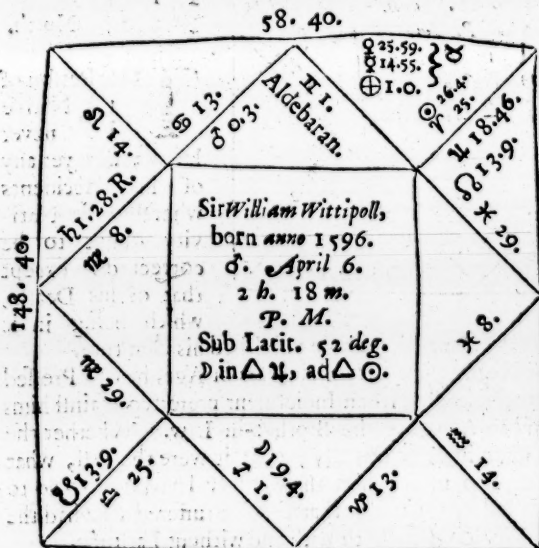 58. 40.
♀ 25.59. } ♉
☿ 14.55.
⊕ 1.0.
☉ 26.4.
♈ 25.
♊ 1.
Aldebaran.
♋ 13.
♂ 0.3.
♌ 14.
♃ 18.46.
☊ 13.9.
♓ 29.
♄ 1.28. R.
♍ 8.
148. 40.
Sir William Wittipoll,
born anno 1596.
♂. April 6.
2 h. 18 m.
P. M.
Sub Latit. 52 deg.
☽ in △ ♃, ad △ ☉.
♓ 8.
♍ 29.
☋ 13.9.
♎ 25.
☽ 19.4.
♐ 1.
♑ 13.
♒ 14.